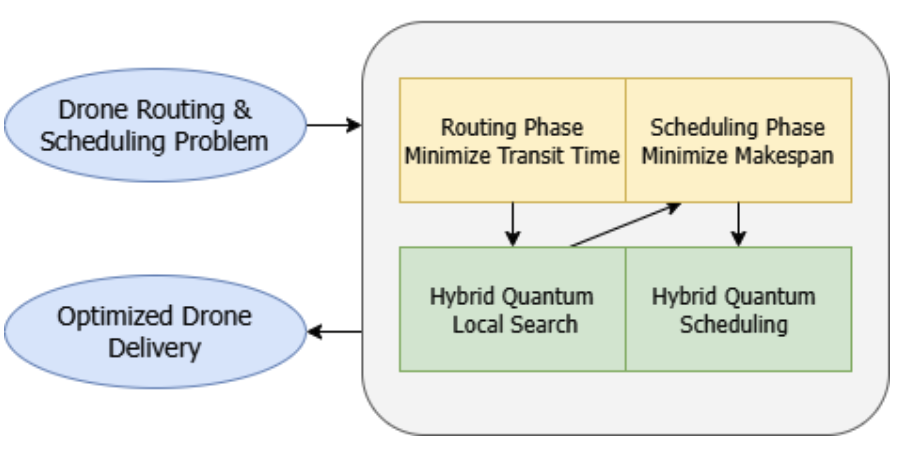 Drone Routing &
Scheduling Problem
Routing Phase
Minimize Transit Time
Scheduling Phase
Minimize Makespan
Hybrid Quantum
Local Search
Hybrid Quantum
Scheduling
Optimized Drone
Delivery